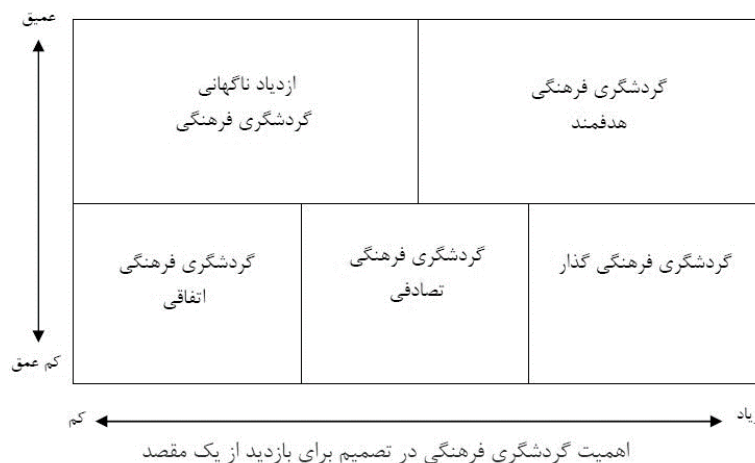 عمیق
گردشگری فرهنگی
هدفمند
ازدیاد ناگهانی
گردشگری فرهنگی
گردشگری فرهنگی گذار
گردشگری فرهنگی
تصادفی
گردشگری فرهنگی
اتفاقی
کم عمق
زیاد
کم
اهمیت گردشگری فرهنگی در تصمیم برای بازدید از یک مقصد